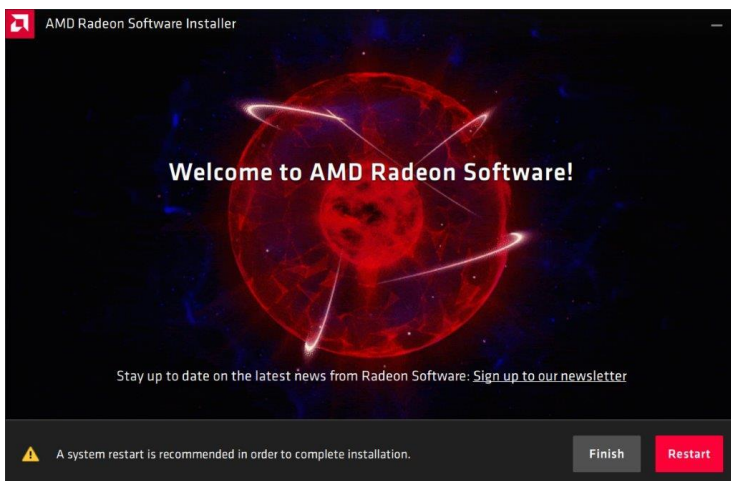 AMD Radeon Software Installer
Welcome to AMD Radeon Software!
Stay up to date on the latest news from Radeon Software: Sign up to our newsletter
A system restart is recommended in order to complete installation.
Finish
Restart